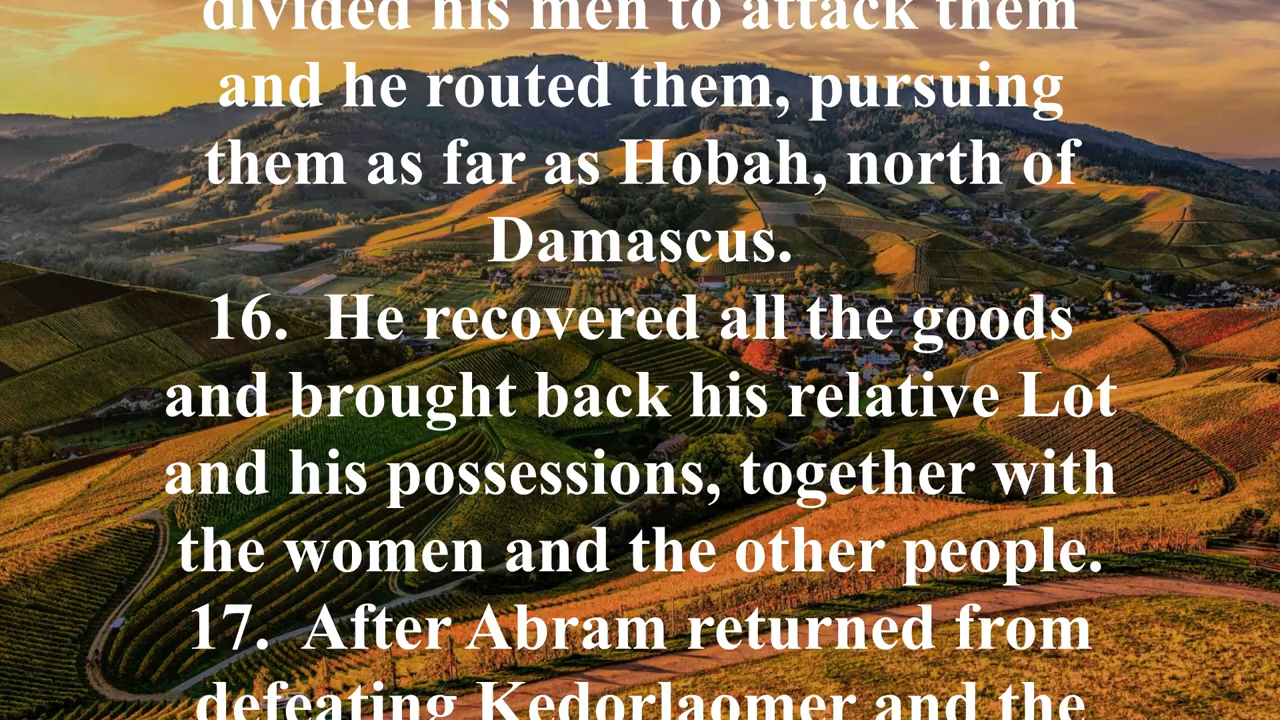 divided his men to attack them
and he routed them, pursuing
them as far as Hobah, north of
Damascus.
16.  He recovered all the goods
and brought back his relative Lot
and his possessions, together with
the women and the other people.
17.  After Abram returned from
defeating Kedorlaomer and the